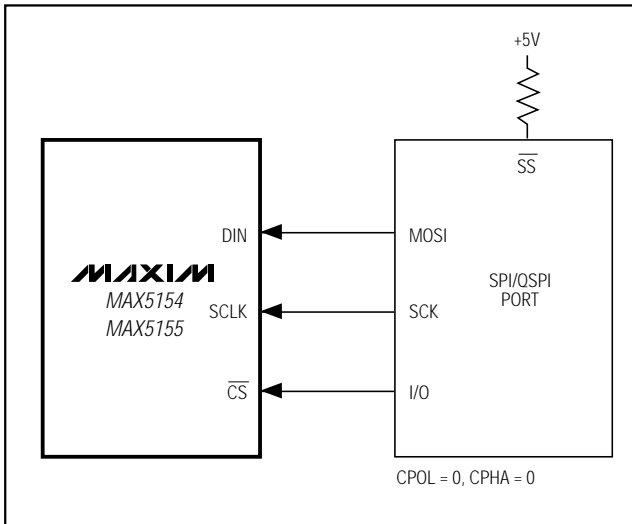 +5V
SS
DIN
MOSI
MAXIM
MAX5154
MAX5155
SPI/QSPI
PORT
SCLK
SCK
CS
I/O
CPOL = 0, CPHA = 0